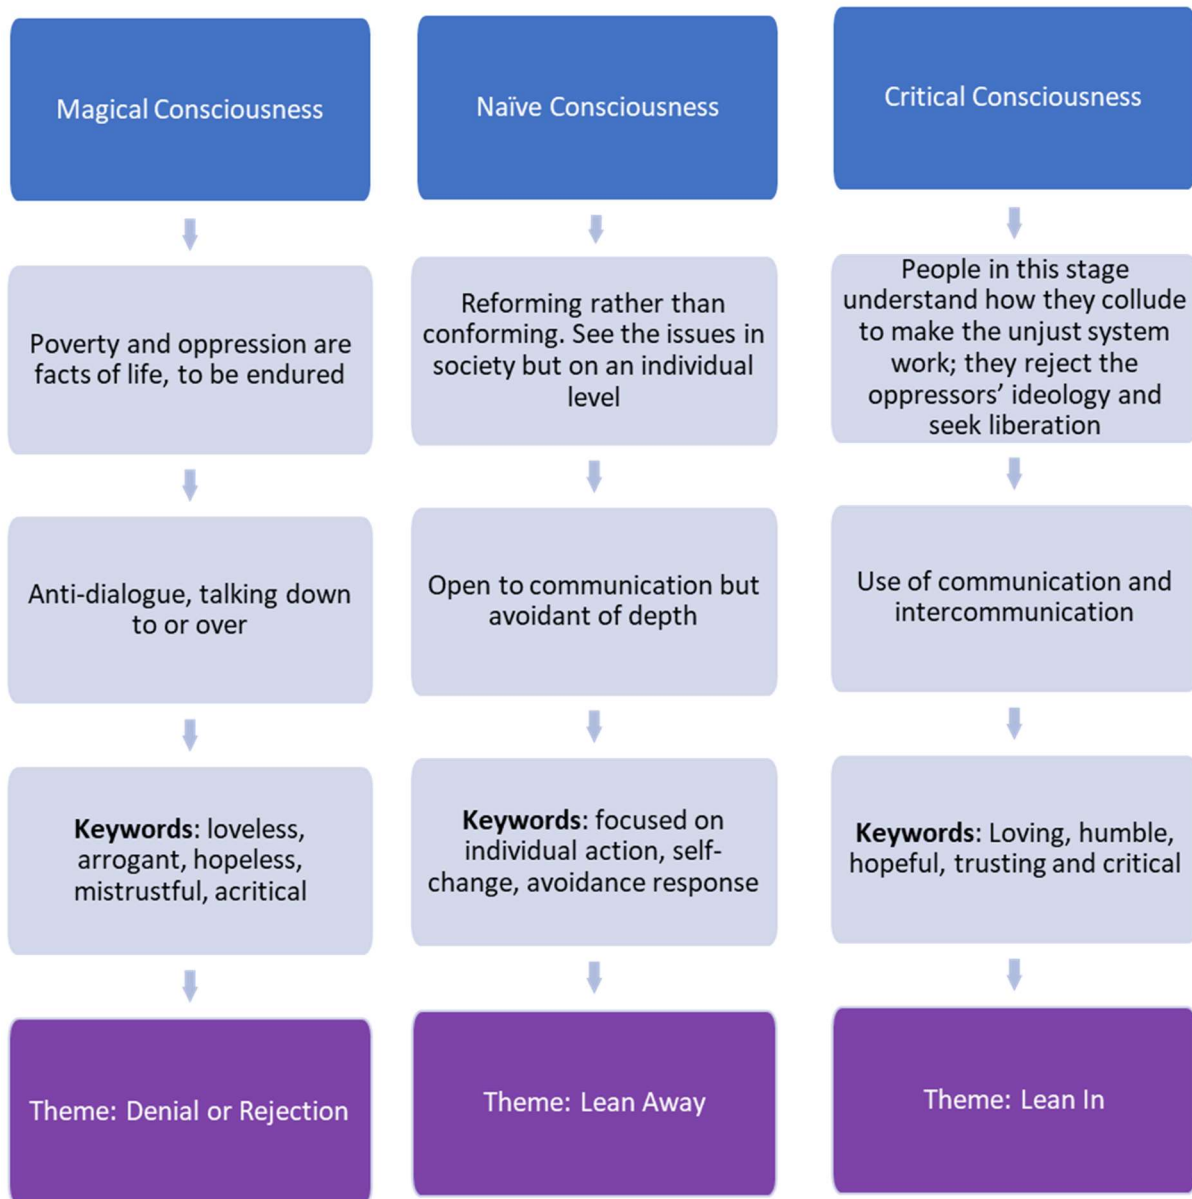 Magical Consciousness
Poverty and oppression are
facts of life, to be endured
Anti-dialogue, talking down
to or over
Keywords: loveless,
arrogant, hopeless,
mistrustful, acritical
Theme: Denial or Rejection
Naïve Consciousness
Reforming rather than
conforming. See the issues in
society but on an individual
level
Open to communication but
avoidant of depth
Keywords: focused on
individual action, self-
change, avoidance response
Theme: Lean Away
Critical Consciousness
People in this stage
understand how they collude
to make the unjust system
work; they reject the
oppressors’ ideology and
seek liberation
Use of communication and
intercommunication
Keywords: Loving, humble,
hopeful, trusting and critical
Theme: Lean In